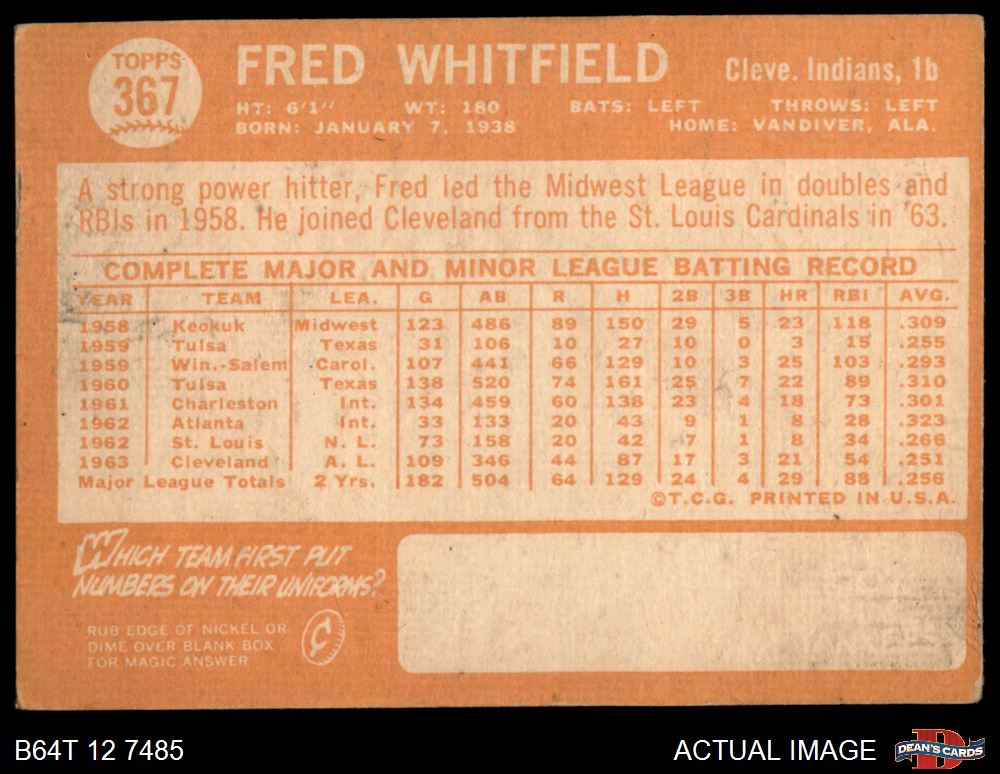 TOPPS
367
FRED WHITFIELD
Cleve. Indians, 1b
HT: 6'1" WT: 180 BATS: LEFT THROWS: LEFT
BORN: JANUARY 7, 1938 HOME: VANDIVER, ALA.
A strong power hitter, Fred led the Midwest League in doubles and
RBIs in 1958. He joined Cleveland from the St. Louis Cardinals in '63.
COMPLETE MAJOR AND MINOR LEAGUE BATTING RECORD
YEAR TEAM LEA. G AB R H 2B 3B HR RBI AVG.
1958 Keokuk Midwest 123 486 89 150 29 5 23 118 .309
1959 Tulsa Texas 31 106 10 27 10 0 3 15 .255
1959 Win.-Salem Carol. 107 441 66 129 10 3 25 103 .293
1960 Tulsa Texas 138 520 74 161 25 7 22 89 .310
1961 Charleston Int. 134 459 60 138 23 4 18 73 .301
1962 Atlanta Int. 33 133 20 43 9 1 8 28 .323
1962 St. Louis N. L. 73 158 20 42 7 1 8 34 .266
1963 Cleveland A. L. 109 346 44 87 17 3 21 54 .251
Major League Totals 2 Yrs. 182 504 64 129 24 4 29 88 .256
©T.C.G. PRINTED IN U.S.A.
WHICH TEAM FIRST PUT
NUMBERS ON THEIR UNIFORMS?
RUB EDGE OF NICKEL OR
DIME OVER BLANK BOX
FOR MAGIC ANSWER
¢
B64T 12 7485
ACTUAL IMAGE
D
DEAN'S CARDS